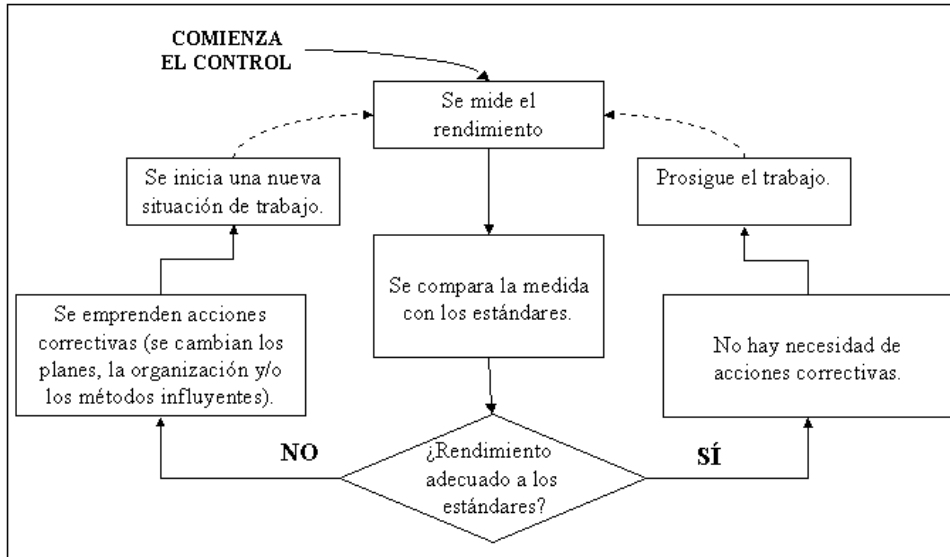 COMIENZA
EL CONTROL
Se mide el
rendimiento
Se inicia una nueva
situación de trabajo.
Prosigue el trabajo.
Se compara la medida
con los estándares.
Se emprenden acciones
correctivas (se cambian los
planes, la organización y/o
los métodos influyentes).
No hay necesidad de
acciones correctivas.
NO
¿Rendimiento
adecuado a los
estándares?
SÍ